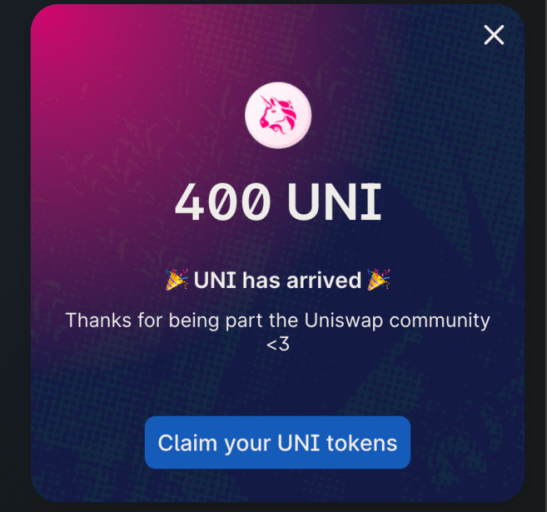 400 UNI
🎉 UNI has arrived 🎉
Thanks for being part the Uniswap community
<3
Claim your UNI tokens